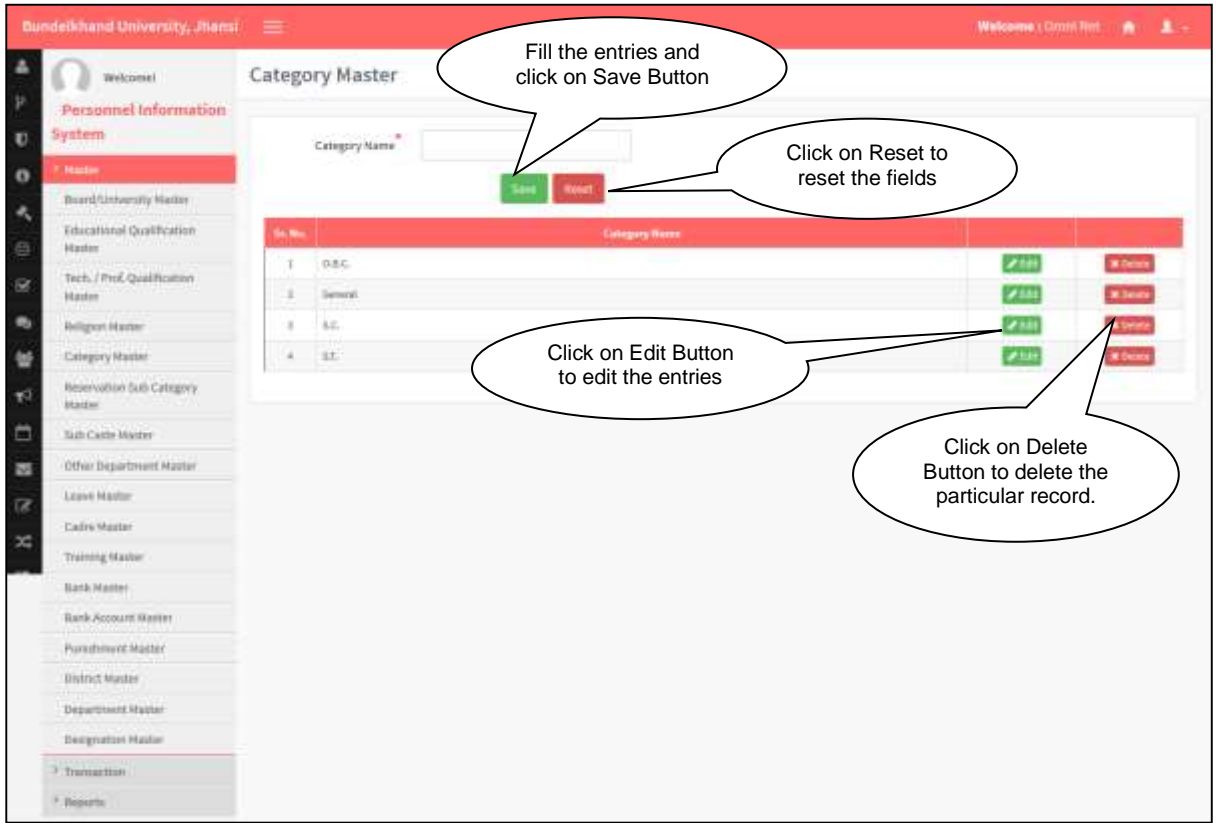 Bundelkhand University, Jhansi
Welcome : Omni Net
Welcome!
Personnel Information
System
Master
Board/University Master
Educational Qualification
Master
Tech. / Prof. Qualification
Master
Religion Master
Category Master
Reservation Sub Category
Master
Sub Caste Master
Other Department Master
Leave Master
Cadre Master
Training Master
Bank Master
Bank Account Master
Punishment Master
District Master
Department Master
Designation Master
Transaction
Reports
Category Master
Fill the entries and
click on Save Button
Category Name *
Save Reset
Click on Reset to
reset the fields
Sr. No. Category Name
1 O.B.C. Edit Delete
2 General Edit Delete
3 S.C. Edit Delete
4 S.T. Edit Delete
Click on Edit Button
to edit the entries
Click on Delete
Button to delete the
particular record.